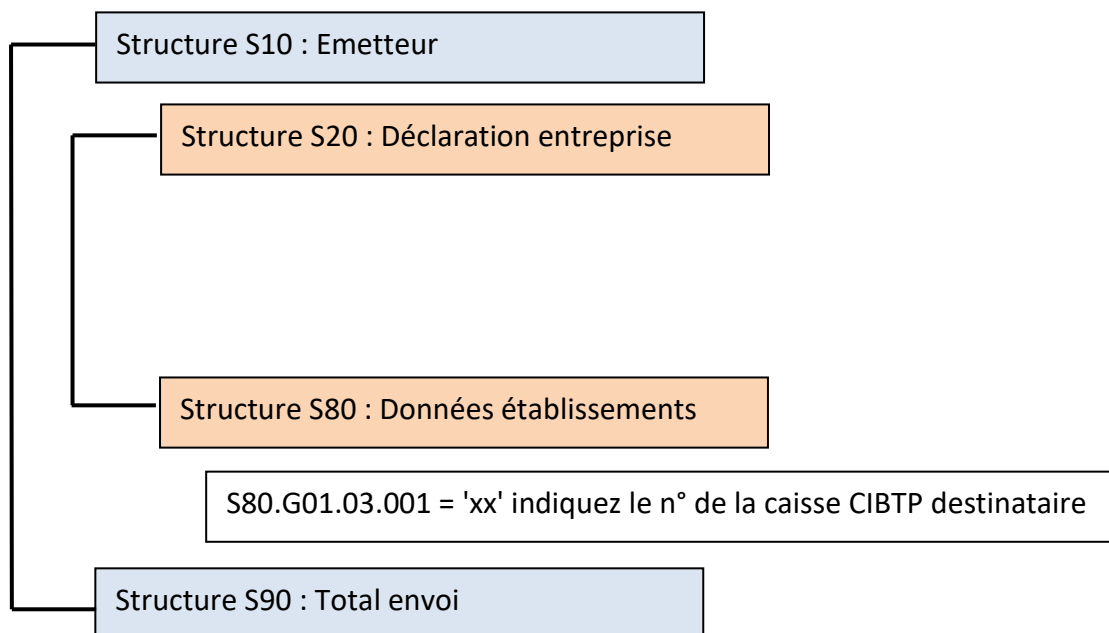 Structure S10 : Emetteur
Structure S20 : Déclaration entreprise
Structure S80 : Données établissements
S80.G01.03.001 = 'xx' indiquez le n° de la caisse CIBTP destinataire
Structure S90 : Total envoi